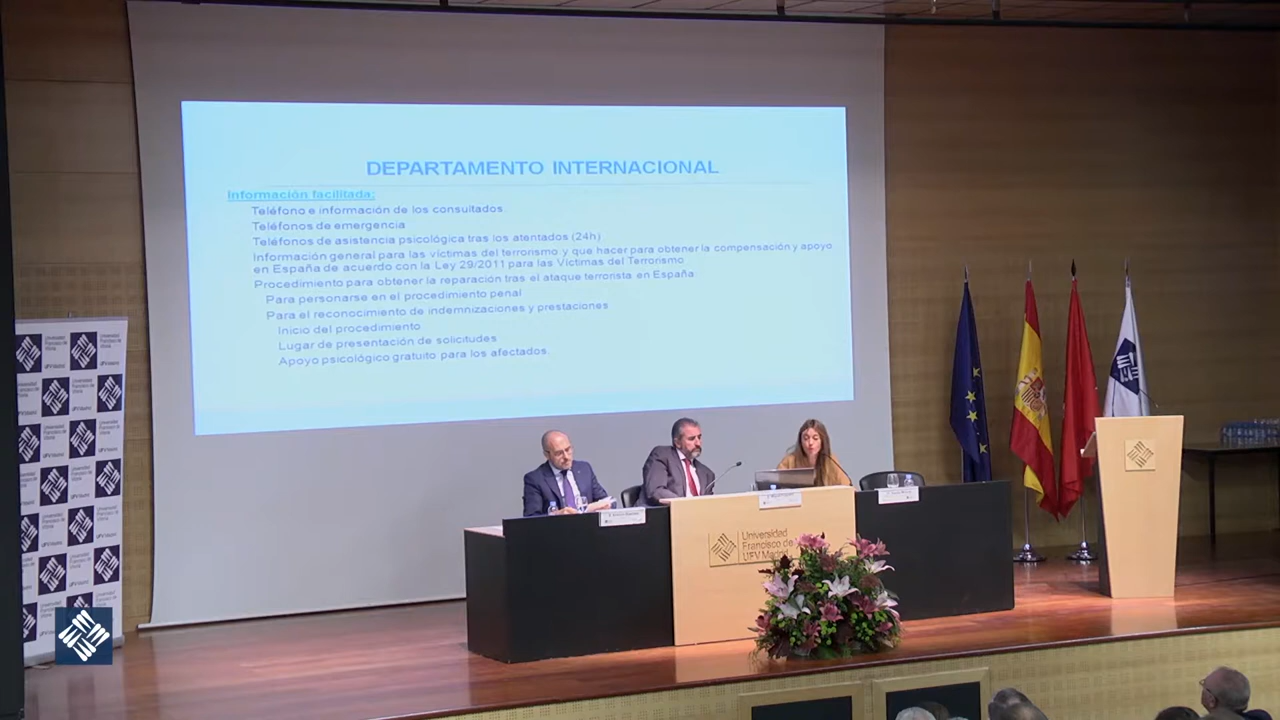 DEPARTAMENTO INTERNACIONAL
Información facilitada:
Teléfono e información de los consultados
Teléfonos de emergencia
Teléfonos de asistencia psicológica tras los atentados (24h)
Información general para las víctimas del terrorismo y que hacer para obtener la compensación y apoyo
en España de acuerdo con la Ley 29/2011 para las Víctimas del Terrorismo
Procedimiento para obtener la reparación tras el ataque terrorista en España:
Para personarse en el procedimiento penal
Para el reconocimiento de indemnizaciones y prestaciones
Inicio del procedimiento
Lugar de presentación de solicitudes
Apoyo psicológico gratuito para los afectados.
Universidad
Francisco de
UFV Madrid